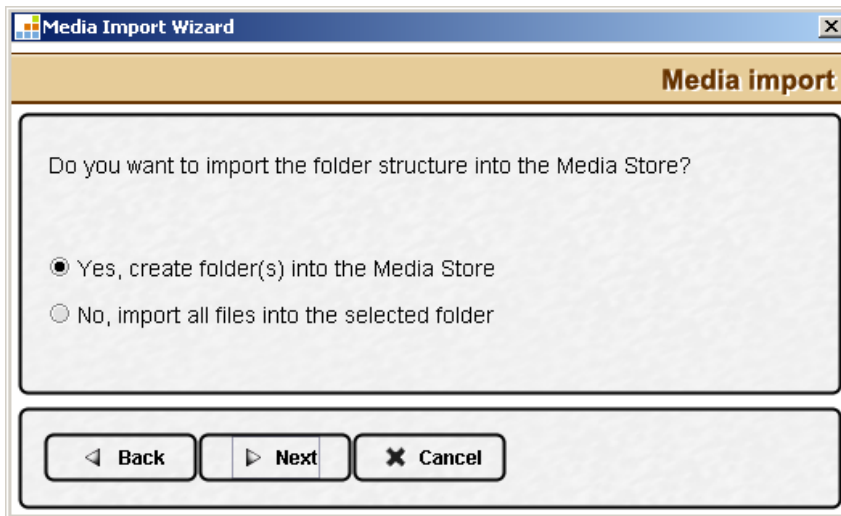 Media Import Wizard
Media import
Do you want to import the folder structure into the Media Store?
Yes, create folder(s) into the Media Store
No, import all files into the selected folder
Back Next Cancel